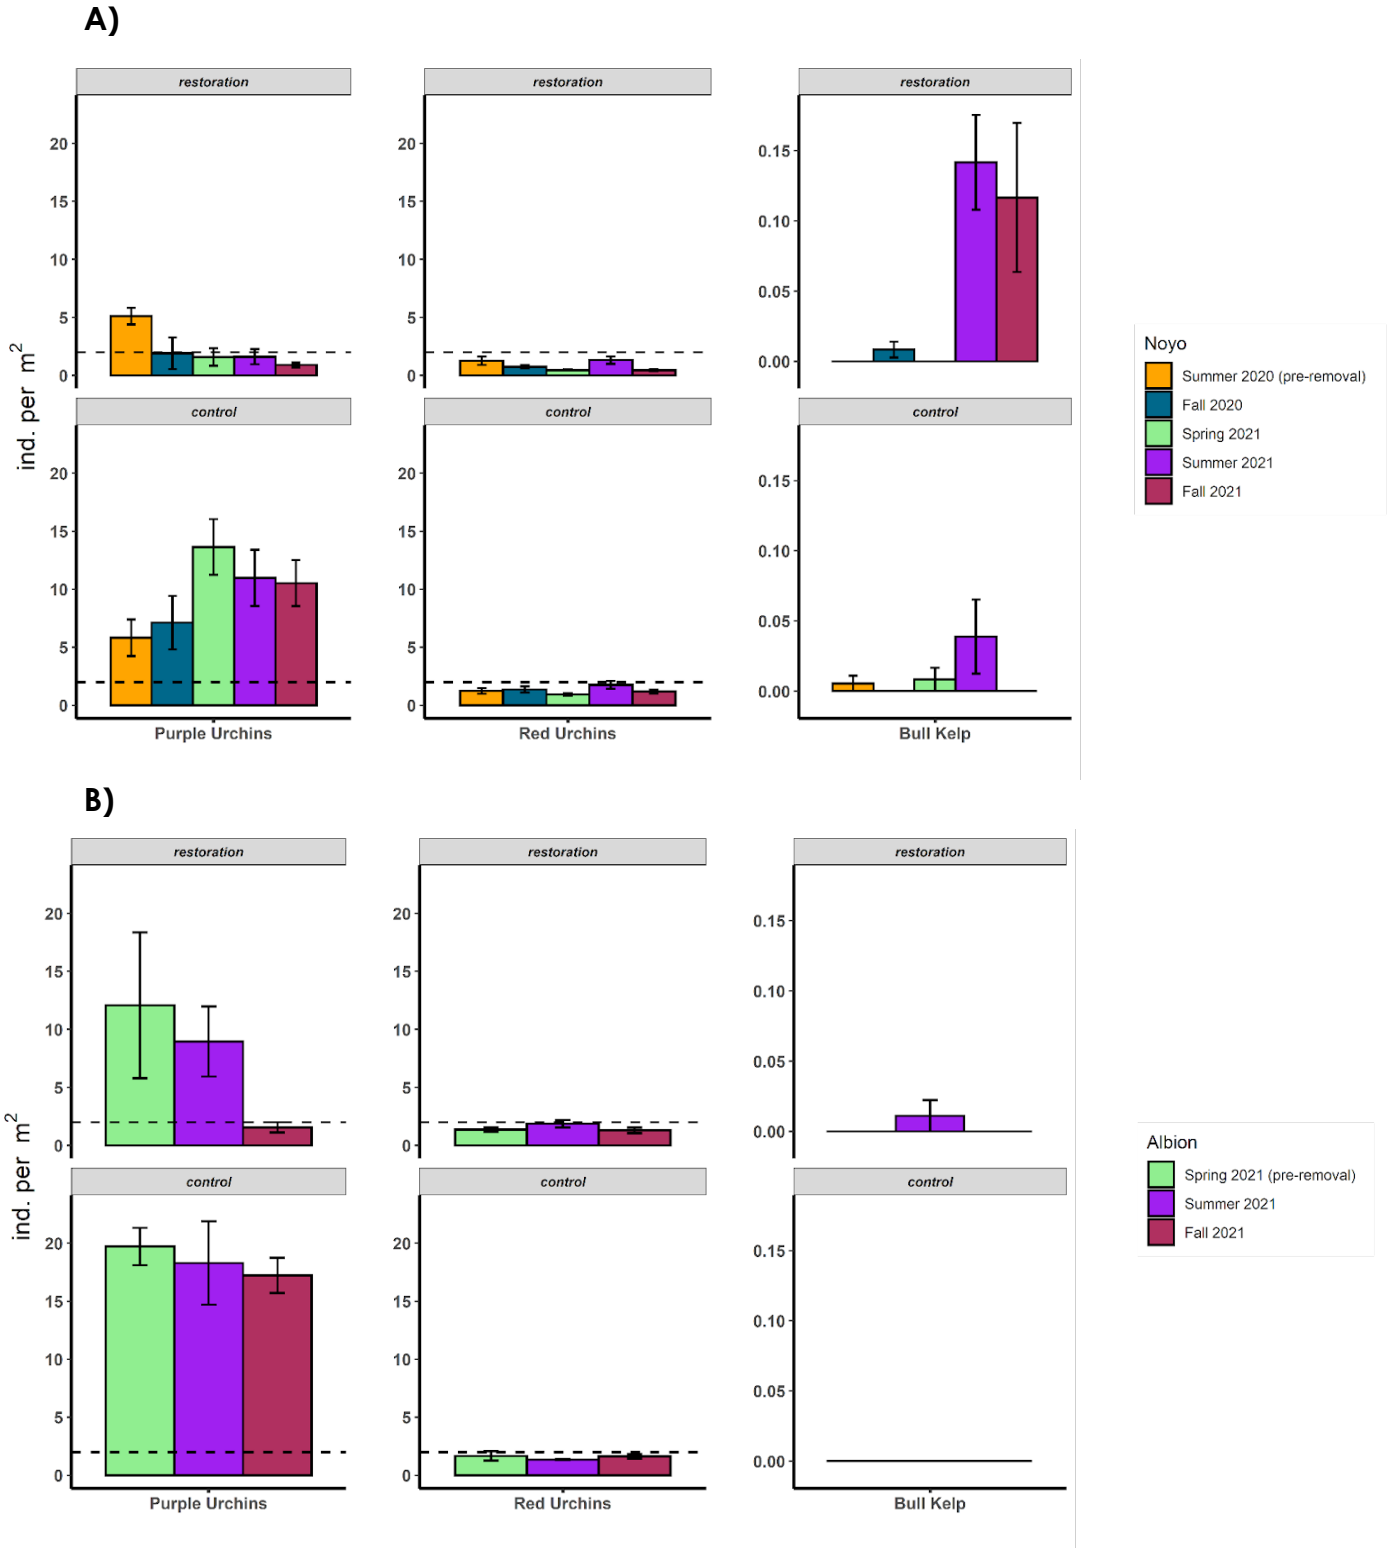 A)
restoration
restoration
restoration
20
15
10
5
0
20
15
10
5
0
0.15
0.10
0.05
0.00
control
control
control
20
15
10
5
0
20
15
10
5
0
0.15
0.10
0.05
0.00
ind. per m2
Purple Urchins
Red Urchins
Bull Kelp
Noyo
Summer 2020 (pre-removal)
Fall 2020
Spring 2021
Summer 2021
Fall 2021
B)
restoration
restoration
restoration
20
15
10
5
0
20
15
10
5
0
0.15
0.10
0.05
0.00
control
control
control
20
15
10
5
0
20
15
10
5
0
0.15
0.10
0.05
0.00
ind. per m2
Purple Urchins
Red Urchins
Bull Kelp
Albion
Spring 2021 (pre-removal)
Summer 2021
Fall 2021